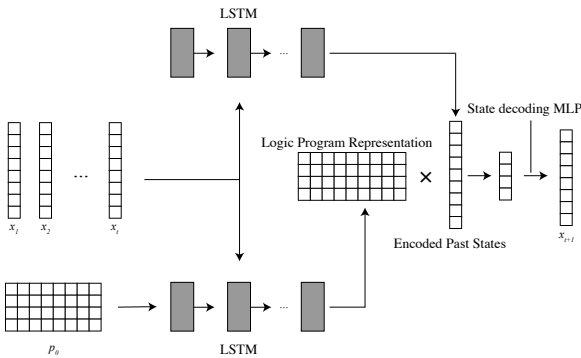 LSTM
...
State decoding MLP
Logic Program Representation
...
×
x1
x2
xt
Encoded Past States
xt+1
...
p0
LSTM